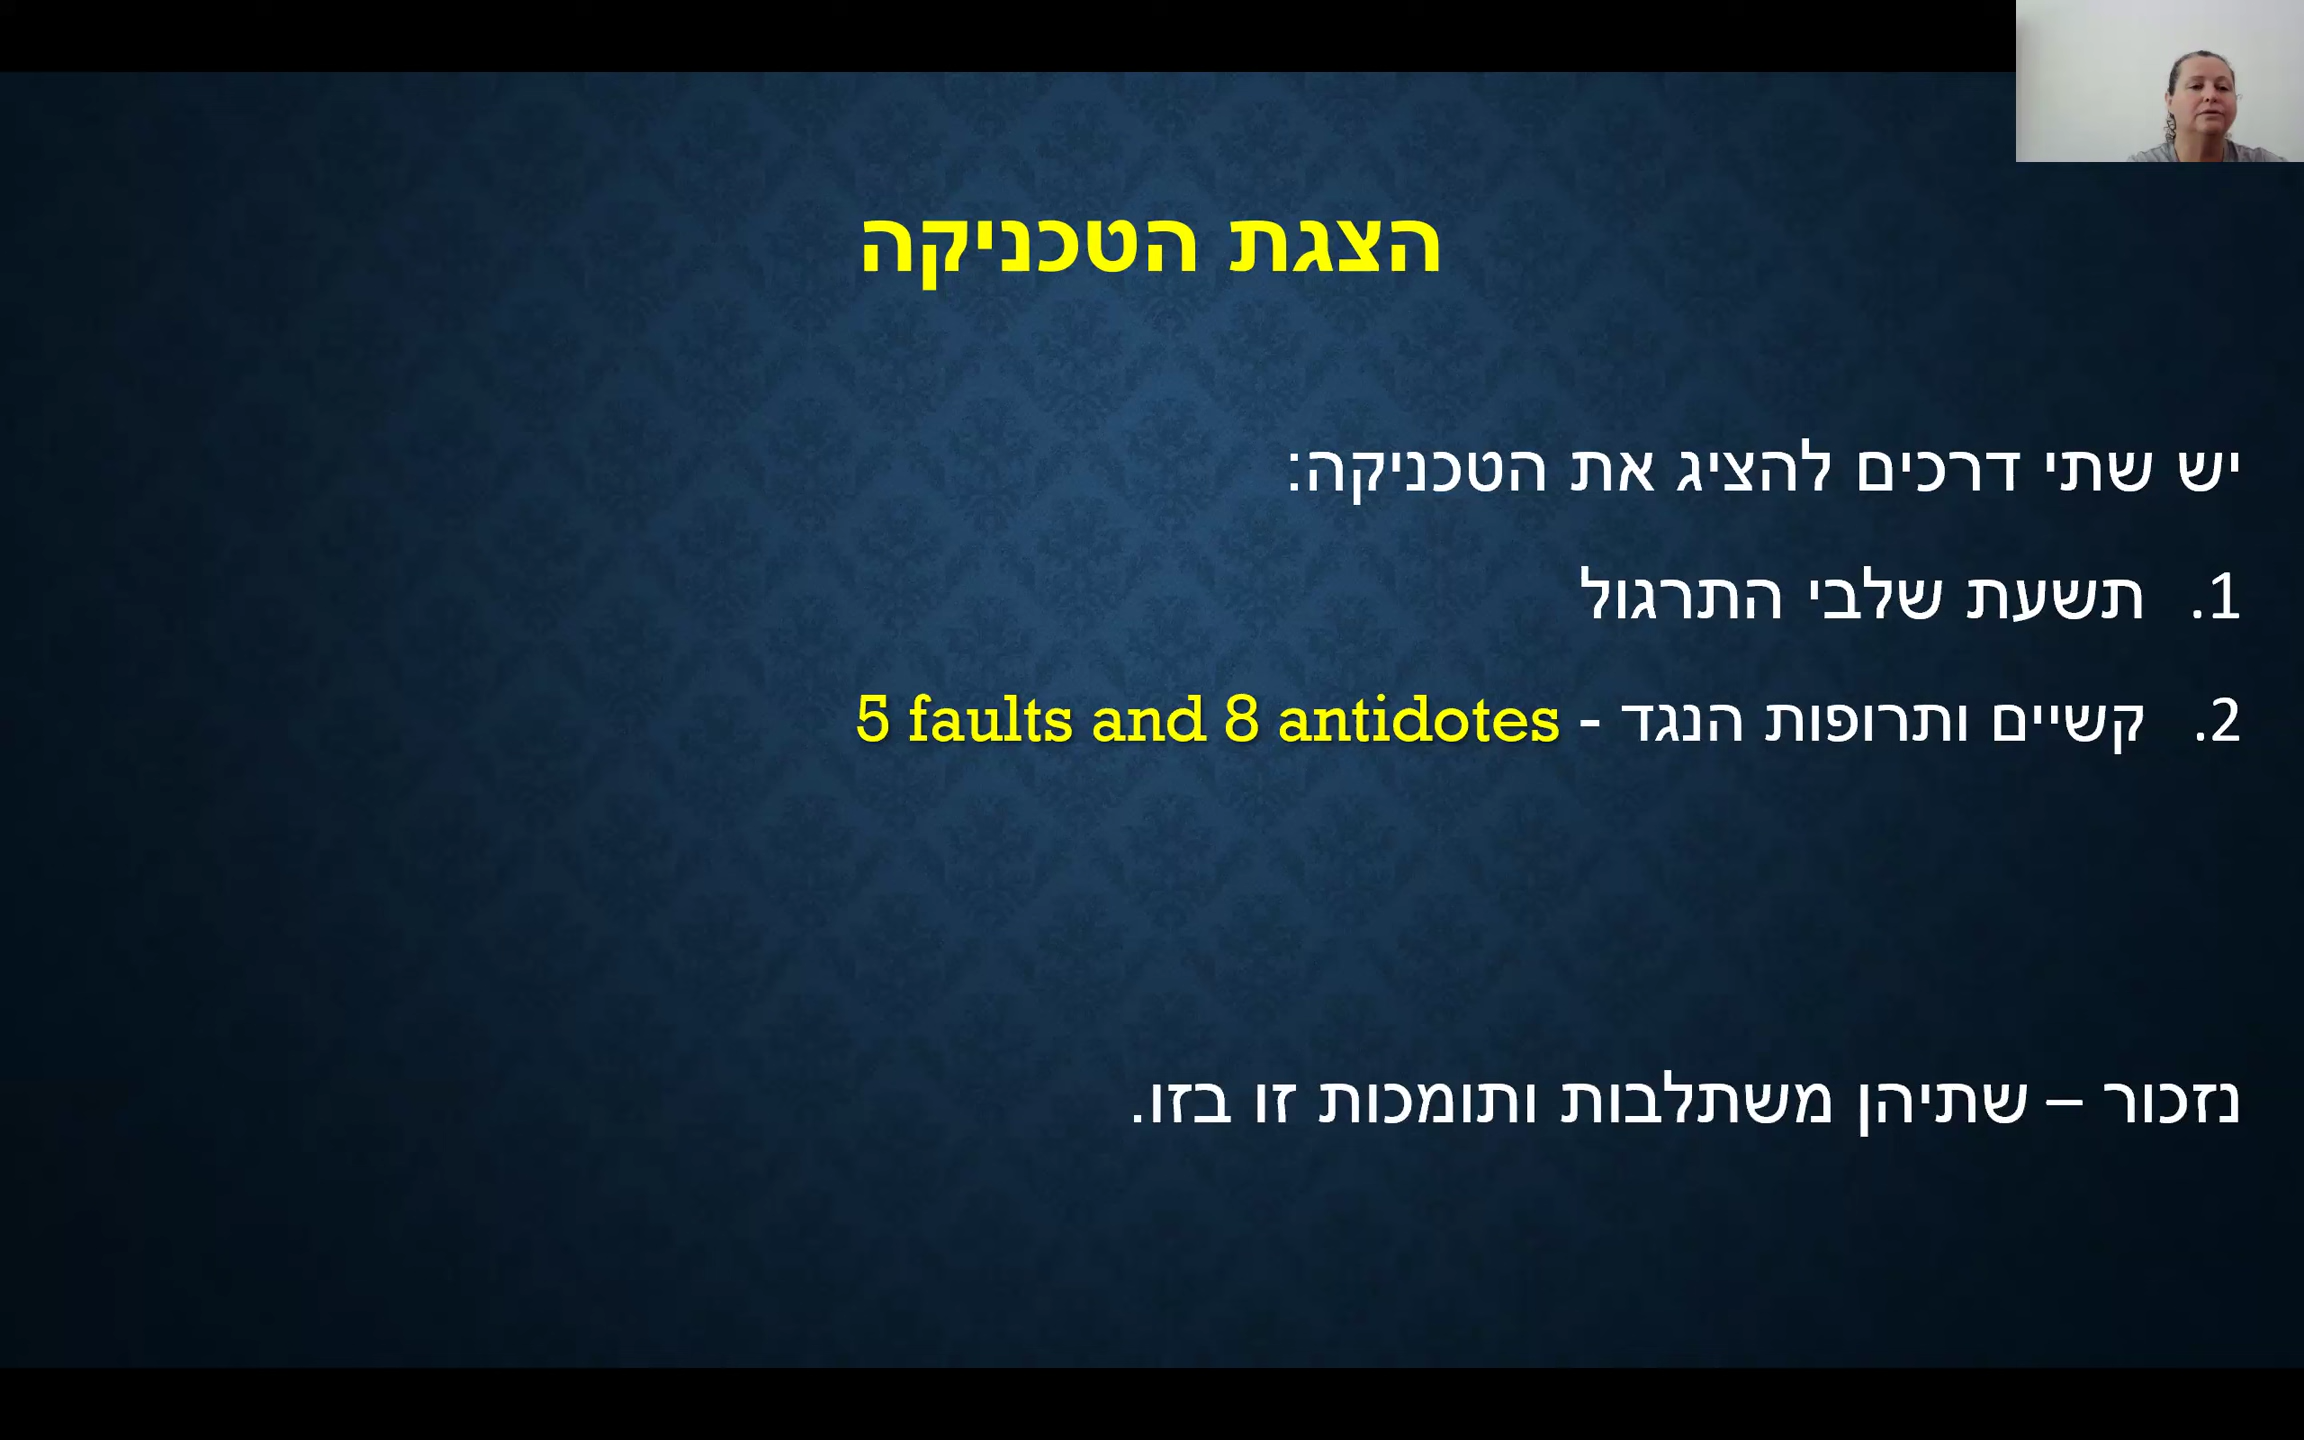 הצגת הטכניקה
יש שתי דרכים להציג את הטכניקה:
1. תשעת שלבי התרגול
2. קשיים ותרופות הנגד - 5 faults and 8 antidotes
נזכור – שתיהן משתלבות ותומכות זו בזו.